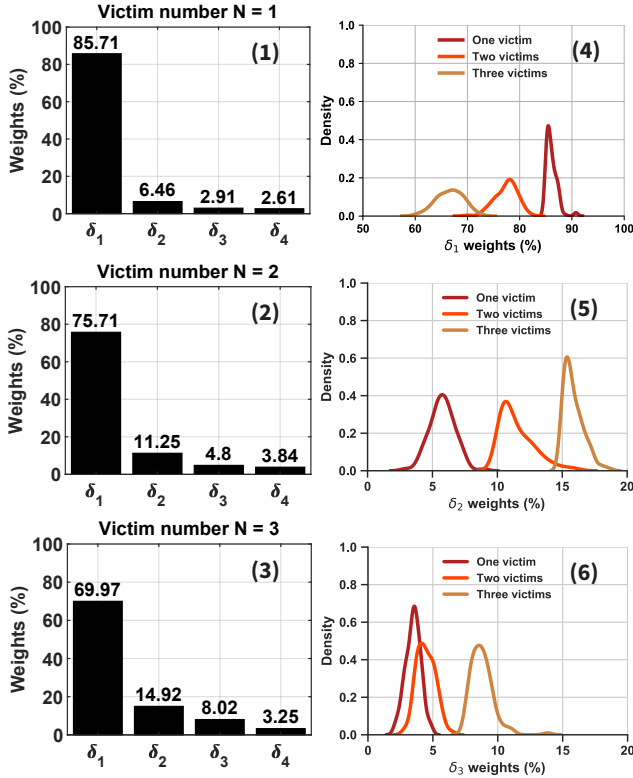 Victim number N = 1
Weights (%)
100
80
60
40
20
0
85.71
6.46
2.91
2.61
(1)
δ1
δ2
δ3
δ4
Density
1.0
0.8
0.6
0.4
0.2
0.0
One victim
Two victims
Three victims
(4)
50
60
70
80
90
100
δ1 weights (%)
Victim number N = 2
Weights (%)
100
80
60
40
20
0
75.71
11.25
4.8
3.84
(2)
δ1
δ2
δ3
δ4
Density
1.0
0.8
0.6
0.4
0.2
0.0
One victim
Two victims
Three victims
(5)
0
5
10
15
20
δ2 weights (%)
Victim number N = 3
Weights (%)
100
80
60
40
20
0
69.97
14.92
8.02
3.25
(3)
δ1
δ2
δ3
δ4
Density
1.0
0.8
0.6
0.4
0.2
0.0
One victim
Two victims
Three victims
(6)
0
5
10
15
20
δ3 weights (%)